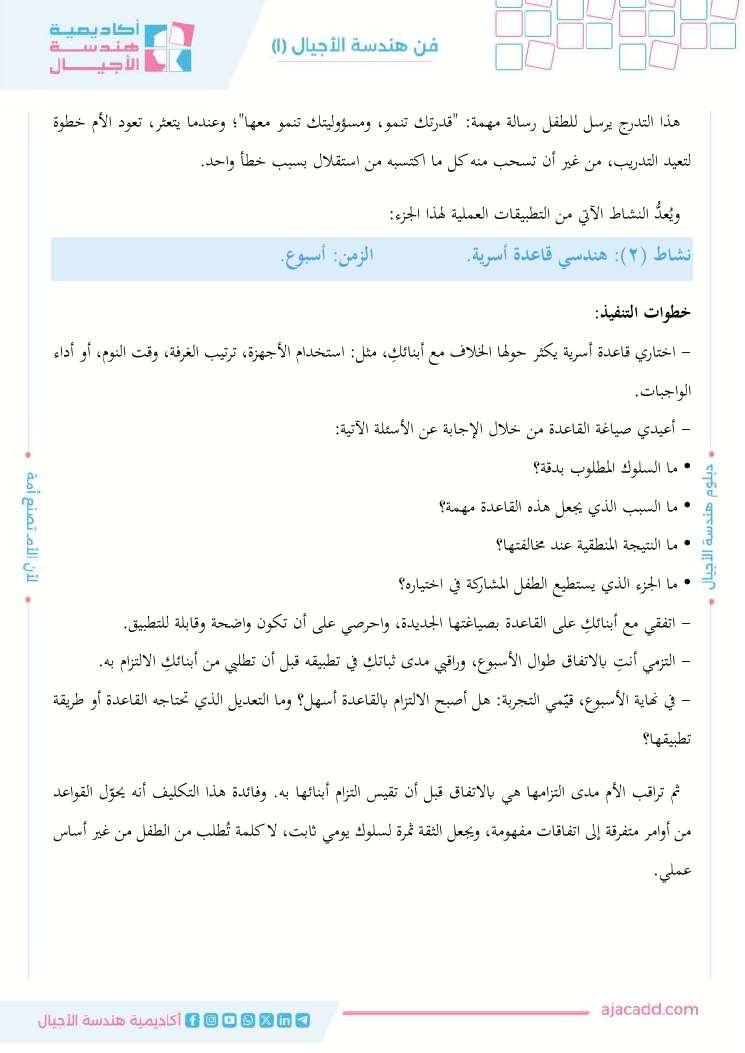 أكاديمية
هندسة
الأجيال
فن هندسة الأجيال (١)
هذا التدرج يرسل للطفل رسالة مهمة: "قدرتك تنمو، ومسؤوليتك تنمو معها"؛ وعندما يتعثر، تعود الأم خطوة
لتعيد التدريب، من غير أن تسحب منه كل ما اكتسبه من استقلال بسبب خطأ واحد.
ويُعدُّ النشاط الآتي من التطبيقات العملية لهذا الجزء:
نشاط (٢): هندسي قاعدة أسرية. الزمن: أسبوع.
خطوات التنفيذ:
– اختاري قاعدة أسرية يكثر حولها الخلاف مع أبنائكِ، مثل: استخدام الأجهزة، ترتيب الغرفة، وقت النوم، أو أداء
الواجبات.
– أعيدي صياغة القاعدة من خلال الإجابة عن الأسئلة الآتية:
• ما السلوك المطلوب بدقة؟
• ما السبب الذي يجعل هذه القاعدة مهمة؟
• ما النتيجة المنطقية عند مخالفتها؟
• ما الجزء الذي يستطيع الطفل المشاركة في اختياره؟
– اتفقي مع أبنائكِ على القاعدة بصياغتها الجديدة، واحرصي على أن تكون واضحة وقابلة للتطبيق.
– التزمي أنتِ بالاتفاق طوال الأسبوع، وراقبي مدى ثباتكِ في تطبيقه قبل أن تطلبي من أبنائكِ الالتزام به.
– في نهاية الأسبوع، قيّمي التجربة: هل أصبح الالتزام بالقاعدة أسهل؟ وما التعديل الذي تحتاجه القاعدة أو طريقة
تطبيقها؟
ثم تراقب الأم مدى التزامها هي بالاتفاق قبل أن تقيس التزام أبنائها به. وفائدة هذا التكليف أنه يحوّل القواعد
من أوامر متفرقة إلى اتفاقات مفهومة، ويجعل الثقة ثمرة لسلوك يومي ثابت، لا كلمة تُطلب من الطفل من غير أساس
عملي.
دبلوم هندسة الأجيال
لأن الأم تصنع أمة
ajacadd.com
أكاديمية هندسة الأجيال